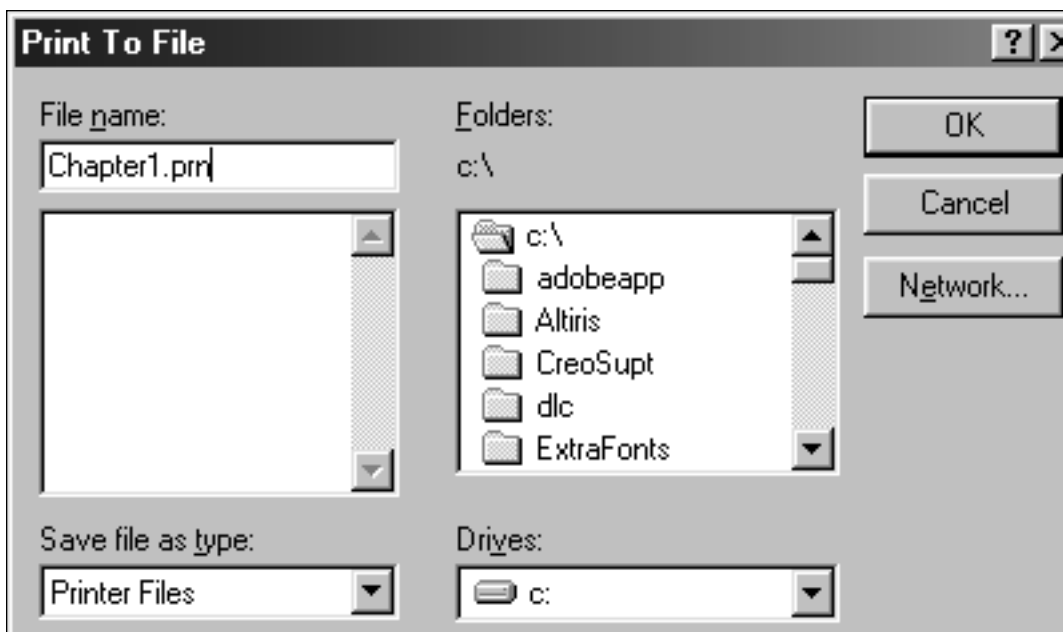 Print To File
File name:
Chapter1.prn
Folders:
c:\
c:\
adobeapp
Altiris
CreoSupt
dlc
ExtraFonts
OK
Cancel
Network...
Save file as type:
Printer Files
Drives:
c: